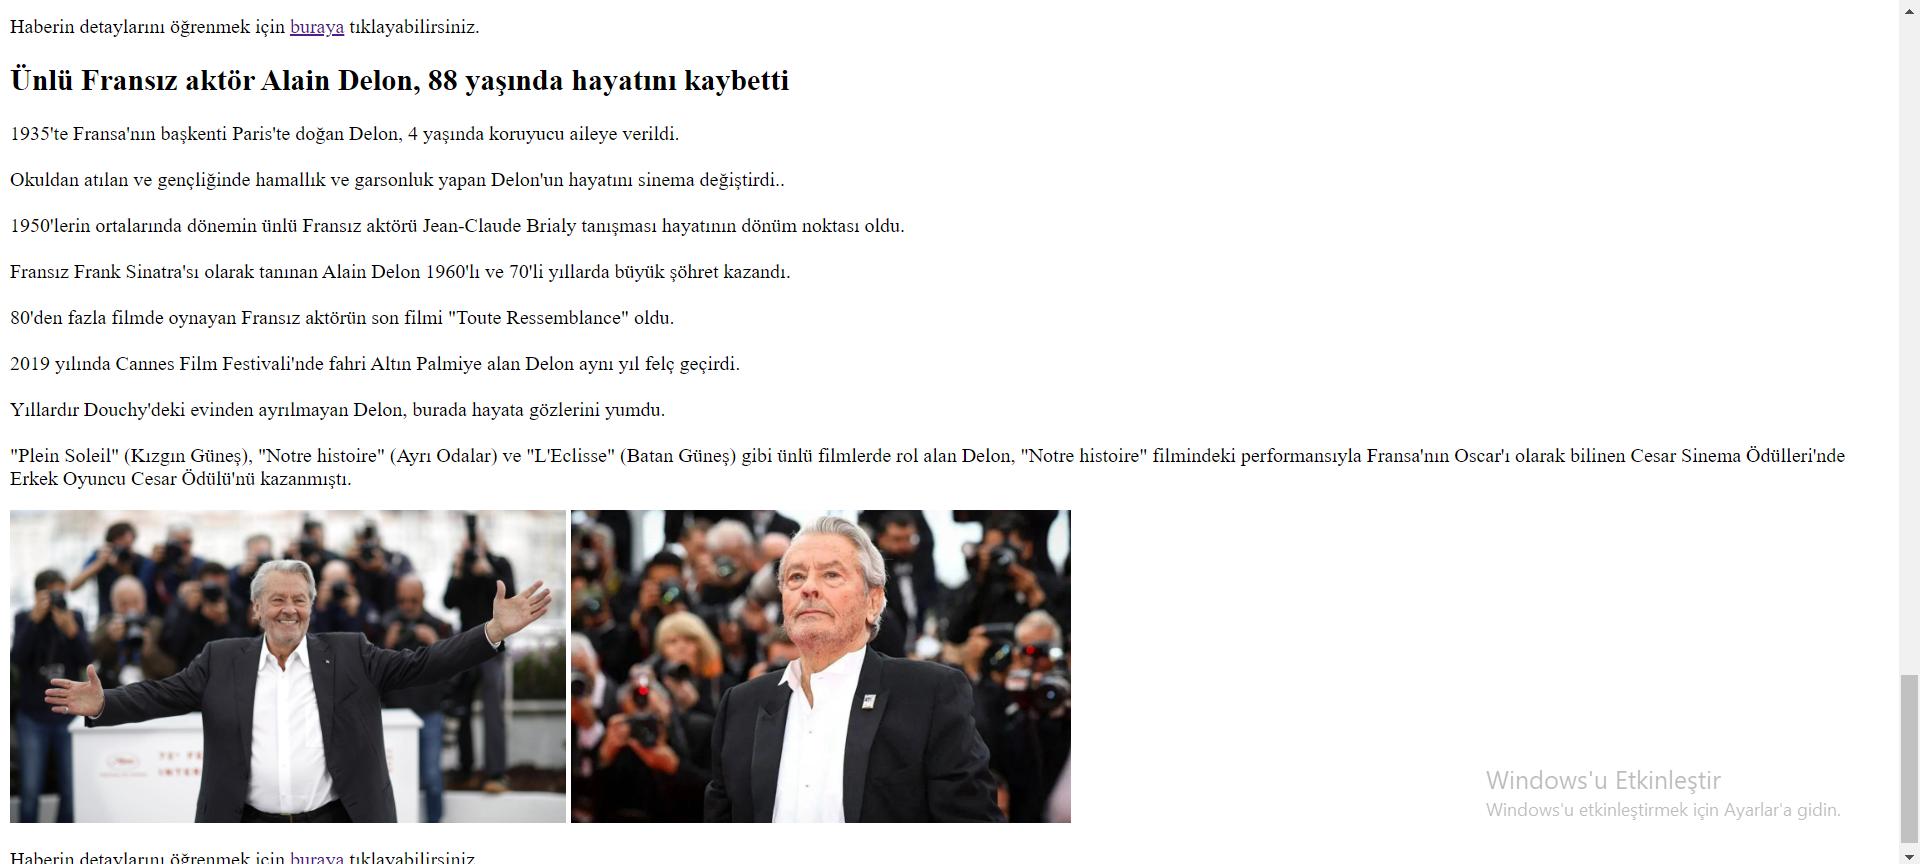 Haberin detaylarını öğrenmek için buraya tıklayabilirsiniz.
Ünlü Fransız aktör Alain Delon, 88 yaşında hayatını kaybetti
1935'te Fransa'nın başkenti Paris'te doğan Delon, 4 yaşında koruyucu aileye verildi.
Okuldan atılan ve gençliğinde hamallık ve garsonluk yapan Delon'un hayatını sinema değiştirdi..
1950'lerin ortalarında dönemin ünlü Fransız aktörü Jean-Claude Brialy tanışması hayatının dönüm noktası oldu.
Fransız Frank Sinatra'sı olarak tanınan Alain Delon 1960'lı ve 70'li yıllarda büyük şöhret kazandı.
80'den fazla filmde oynayan Fransız aktörün son filmi "Toute Ressemblance" oldu.
2019 yılında Cannes Film Festivali'nde fahri Altın Palmiye alan Delon aynı yıl felç geçirdi.
Yıllardır Douchy'deki evinden ayrılmayan Delon, burada hayata gözlerini yumdu.
"Plein Soleil" (Kızgın Güneş), "Notre histoire" (Ayrı Odalar) ve "L'Eclisse" (Batan Güneş) gibi ünlü filmlerde rol alan Delon, "Notre histoire" filmindeki performansıyla Fransa'nın Oscar'ı olarak bilinen Cesar Sinema Ödülleri'nde
Erkek Oyuncu Cesar Ödülü'nü kazanmıştı.
Windows'u Etkinleştir
Windows'u etkinleştirmek için Ayarlar'a gidin.
Haberin detaylarını öğrenmek için buraya tıklayabilirsiniz